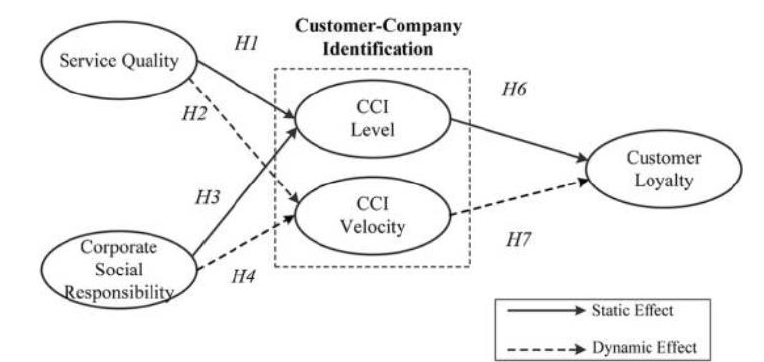 Customer-Company
Identification
H1
Service Quality
H6
CCI
Level
H2
Customer
Loyalty
H3
CCI
Velocity
Corporate
Social
Responsibility
H4
H7
Static Effect
Dynamic Effect